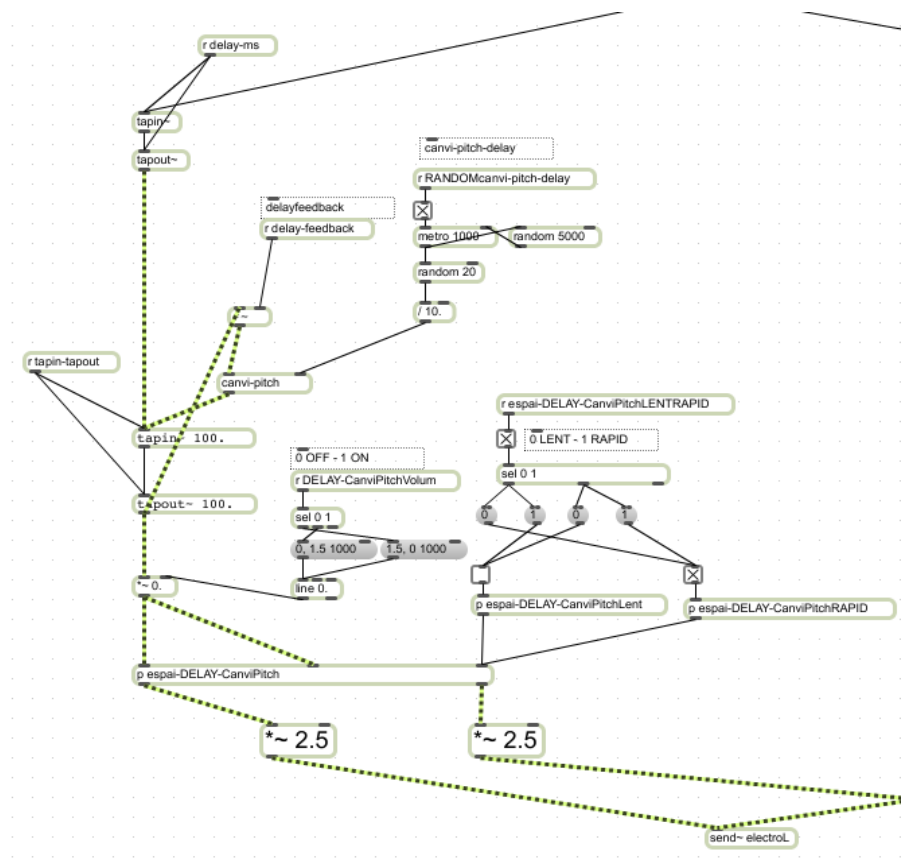 r delay-ms
tapin~
tapout~
canvi-pitch-delay
r RANDOMcanvi-pitch-delay
metro 1000
random 5000
delayfeedback
r delay-feedback
random 20
/ 10.
r tapin-tapout
canvi-pitch
r espai-DELAY-CanviPitchLENTRAPID
tapin~ 100.
0 LENT - 1 RAPID
0 OFF - 1 ON
r DELAY-CanviPitchVolum
sel 0 1
tapout~ 100.
sel 0 1
0
1
0
1
0, 1.5 1000
1.5, 0 1000
*~ 0.
line 0.
p espai-DELAY-CanviPitchLent
p espai-DELAY-CanviPitchRAPID
p espai-DELAY-CanviPitch
*~ 2.5
*~ 2.5
send~ electroL